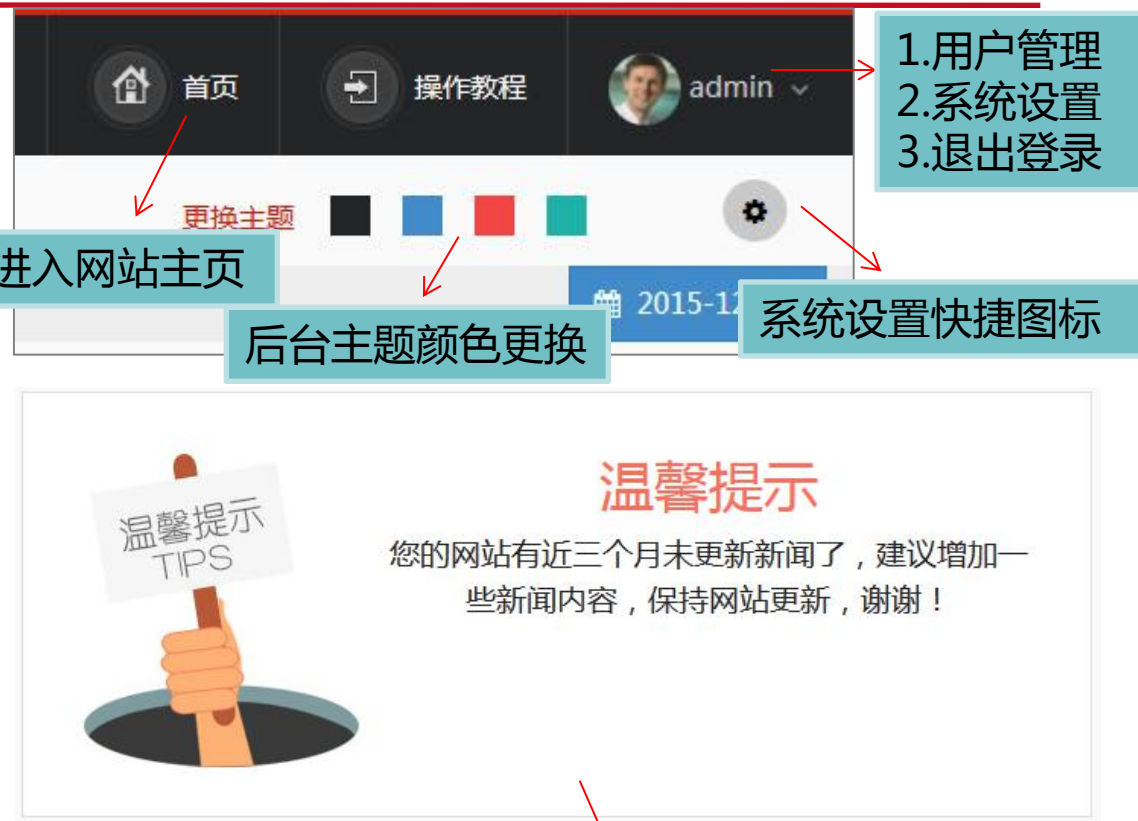 首页
操作教程
admin
1.用户管理
2.系统设置
3.退出登录
更换主题
进入网站主页
2015-12
后台主题颜色更换
系统设置快捷图标
温馨提示
TIPS
温馨提示
您的网站有近三个月未更新新闻了，建议增加一
些新闻内容，保持网站更新，谢谢！